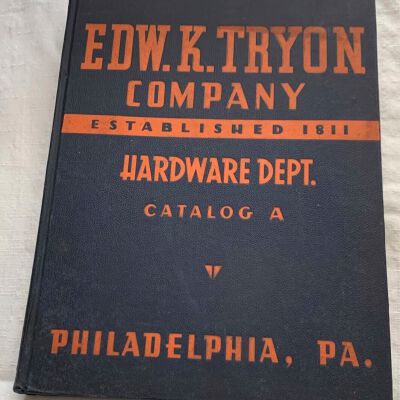 EDW.K.TRYON
COMPANY
ESTABLISHED 1811
HARDWARE DEPT.
CATALOG A
PHILADELPHIA, PA.